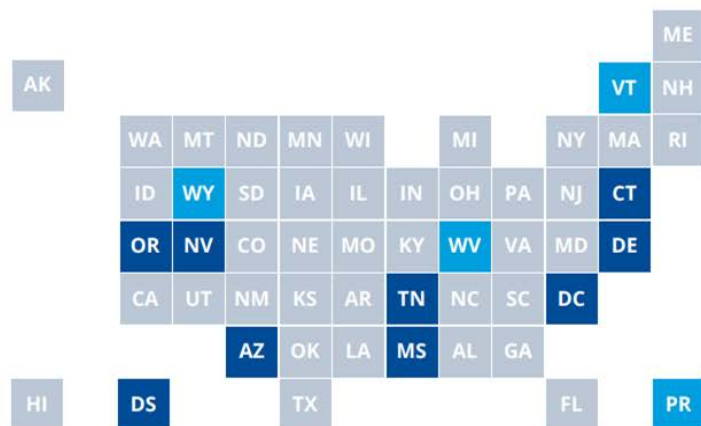 ME
AK VT NH
WA MT ND MN WI MI NY MA RI
ID WY SD IA IL IN OH PA NJ CT
OR NV CO NE MO KY WV VA MD DE
CA UT NM KS AR TN NC SC DC
AZ OK LA MS AL GA
HI DS TX FL PR